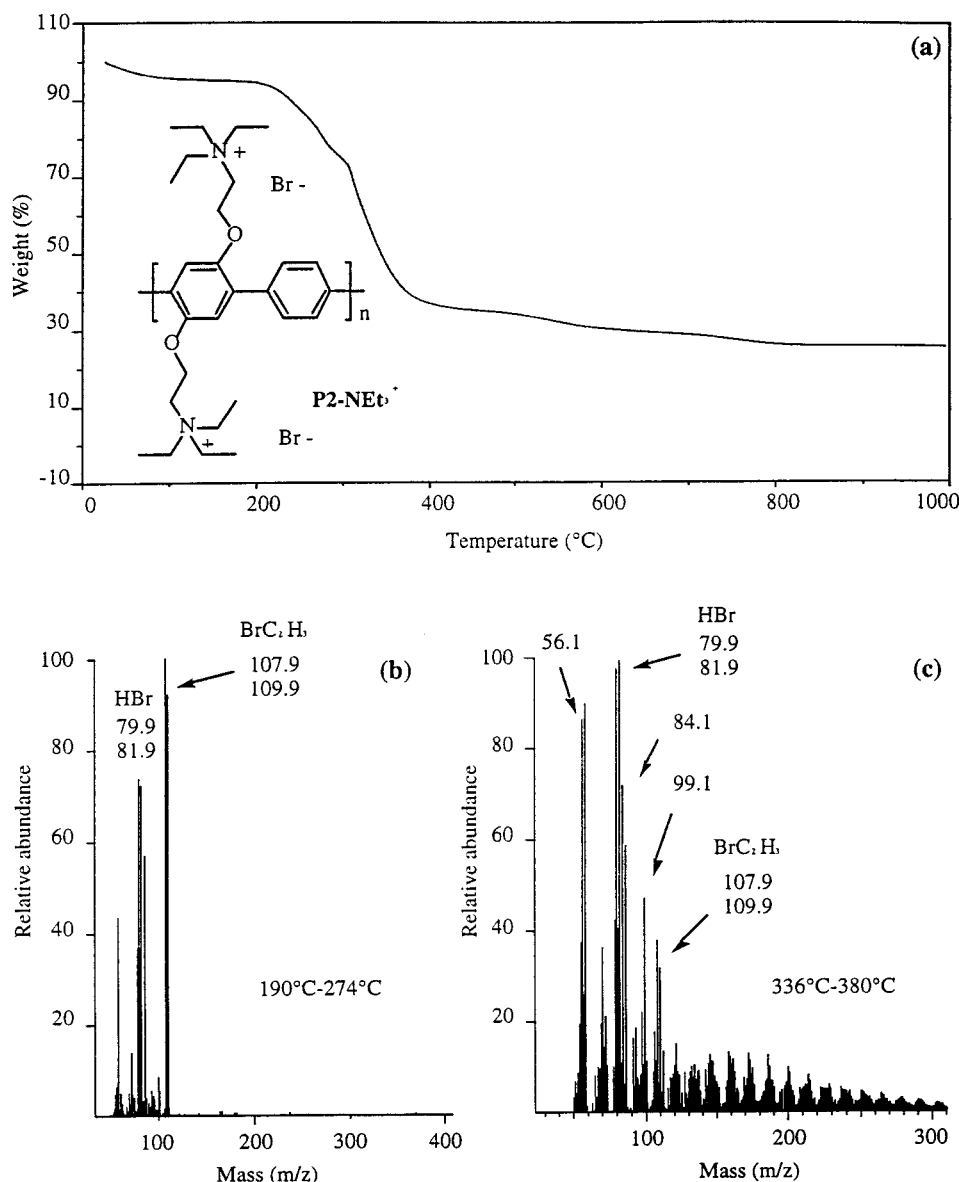 (a)
Weight (%)
110
90
70
50
30
10
-10
0
200
400
600
800
1000
Temperature (°C)
N
+
Br -
O
n
O
P2-NEt₃⁺
N
+
Br -
(b)
Relative abundance
100
80
60
40
20
100
200
300
400
Mass (m/z)
HBr
79.9
81.9
BrC₂H₃
107.9
109.9
190°C-274°C
(c)
Relative abundance
100
80
60
40
20
100
200
300
Mass (m/z)
56.1
HBr
79.9
81.9
84.1
99.1
BrC₂H₃
107.9
109.9
336°C-380°C